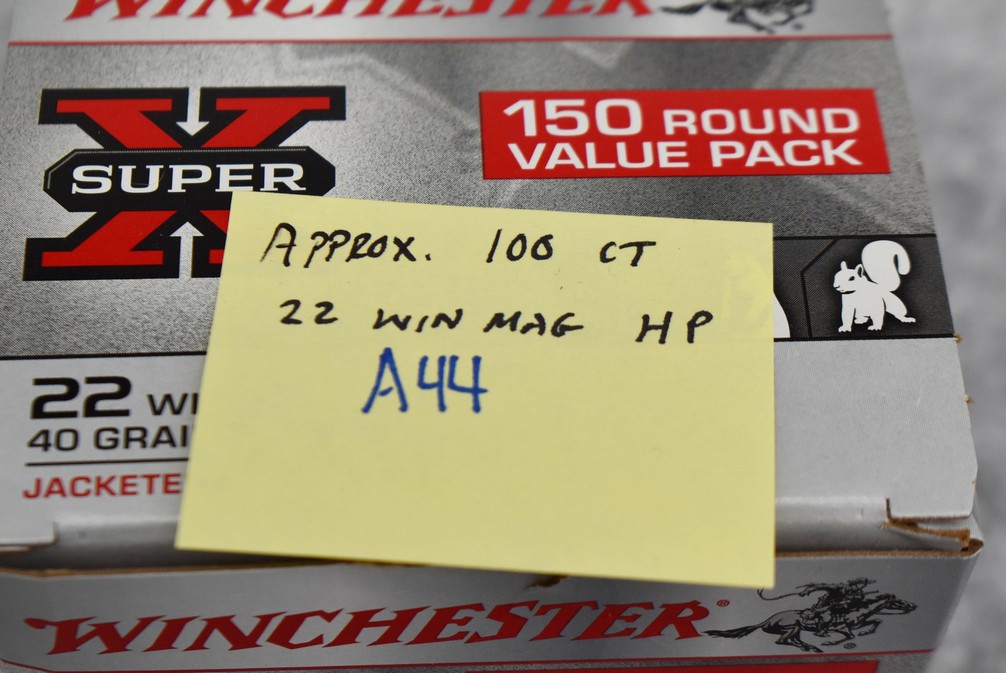 WINCHESTER
X
SUPER
150 ROUND
VALUE PACK
APPROX. 100 CT
22 WIN MAG HP
A44
22 WI
40 GRAI
JACKETE
WINCHESTER®